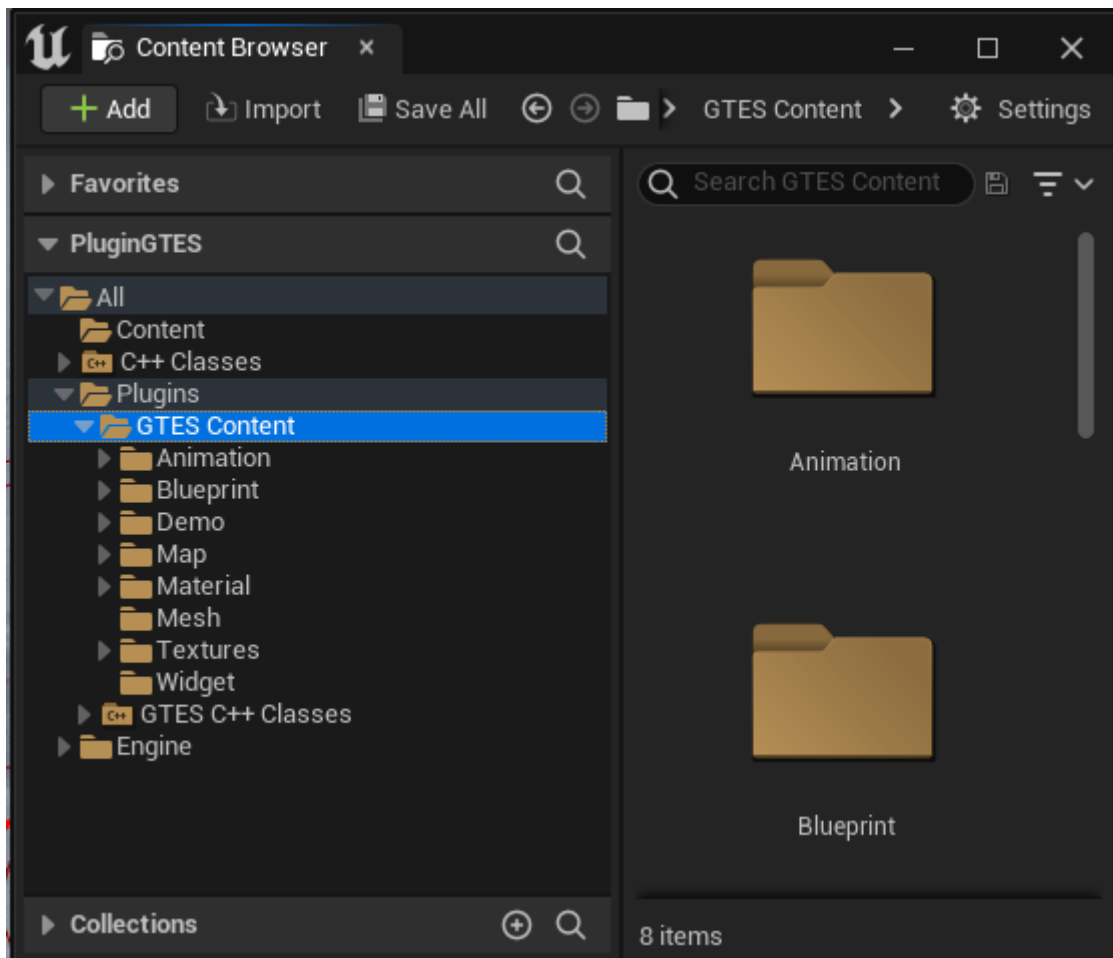 Content Browser
Add Import Save All GTES Content Settings
Favorites
PluginGTES
All
Content
C++ C++ Classes
Plugins
GTES Content
Animation
Blueprint
Demo
Map
Material
Mesh
Textures
Widget
C++ GTES C++ Classes
Engine
Collections
Search GTES Content
Animation
Blueprint
8 items